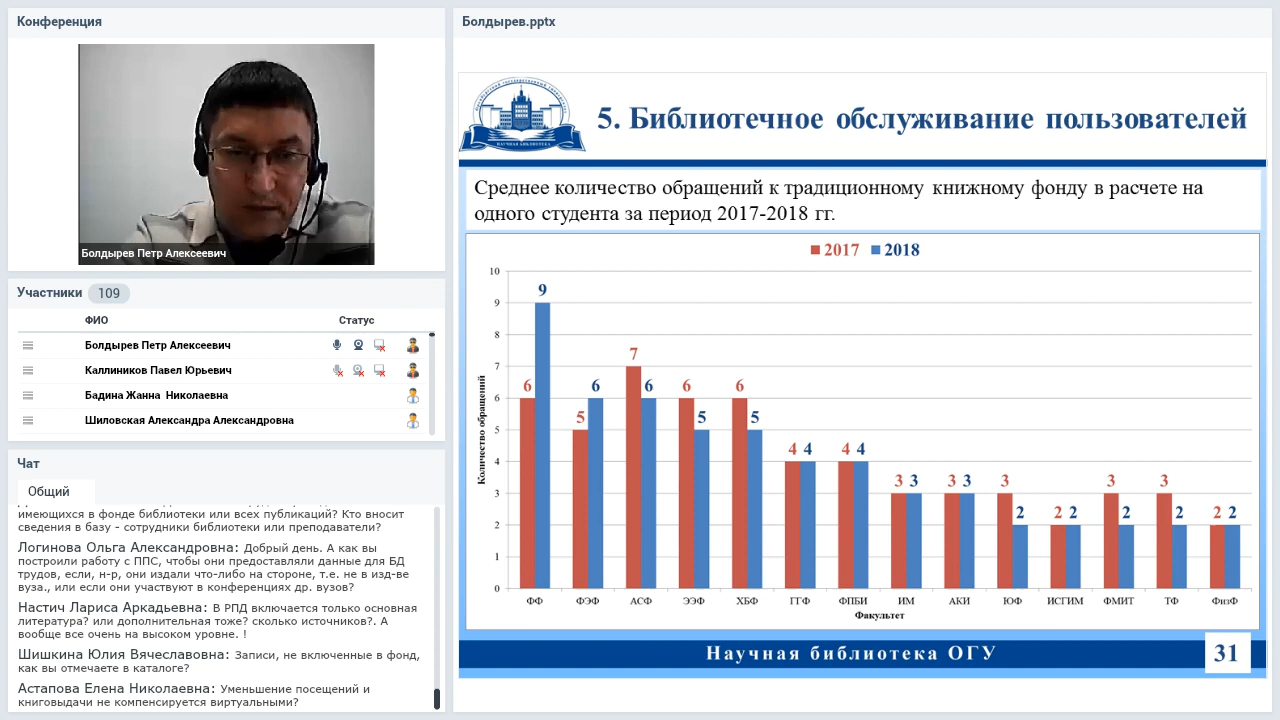 Конференция
Болдырев Петр Алексеевич
Участники 109
ФИО Статус
Болдырев Петр Алексеевич
Каллиников Павел Юрьевич
Бадина Жанна Николаевна
Шиловская Александра Александровна
Чат
Общий
имеющихся в фонде библиотеки или всех публикаций? Кто вносит
сведения в базу - сотрудники библиотеки или преподаватели?
Логинова Ольга Александровна: Добрый день. А как вы
построили работу с ППС, чтобы они предоставляли данные для БД
трудов, если, н-р, они издали что-либо на стороне, т.е. не в изд-ве
вуза., или если они участвуют в конференциях др. вузов?
Настич Лариса Аркадьевна: В РПД включается только основная
литература? или дополнительная тоже? сколько источников?. А
вообще все очень на высоком уровне. !
Шишкина Юлия Вячеславовна: Записи, не включенные в фонд,
как вы отмечаете в каталоге?
Астапова Елена Николаевна: Уменьшение посещений и
книговыдачи не компенсируется виртуальными?
Болдырев.pptx
НАУЧНАЯ БИБЛИОТЕКА
5. Библиотечное обслуживание пользователей
Среднее количество обращений к традиционному книжному фонду в расчете на
одного студента за период 2017-2018 гг.
2017 2018
Количество обращений
10
9
8
7
6
5
4
3
2
1
0
6 9 5 6 7 6 6 5 6 5 4 4 4 4 3 3 3 3 3 2 2 2 3 2 3 2 2 2
ФФ ФЭФ АСФ ЭЭФ ХБФ ГГФ ФПБИ ИМ АКИ ЮФ ИСГИМ ФМИТ ТФ ФизФ
Факультет
Научная библиотека ОГУ
31